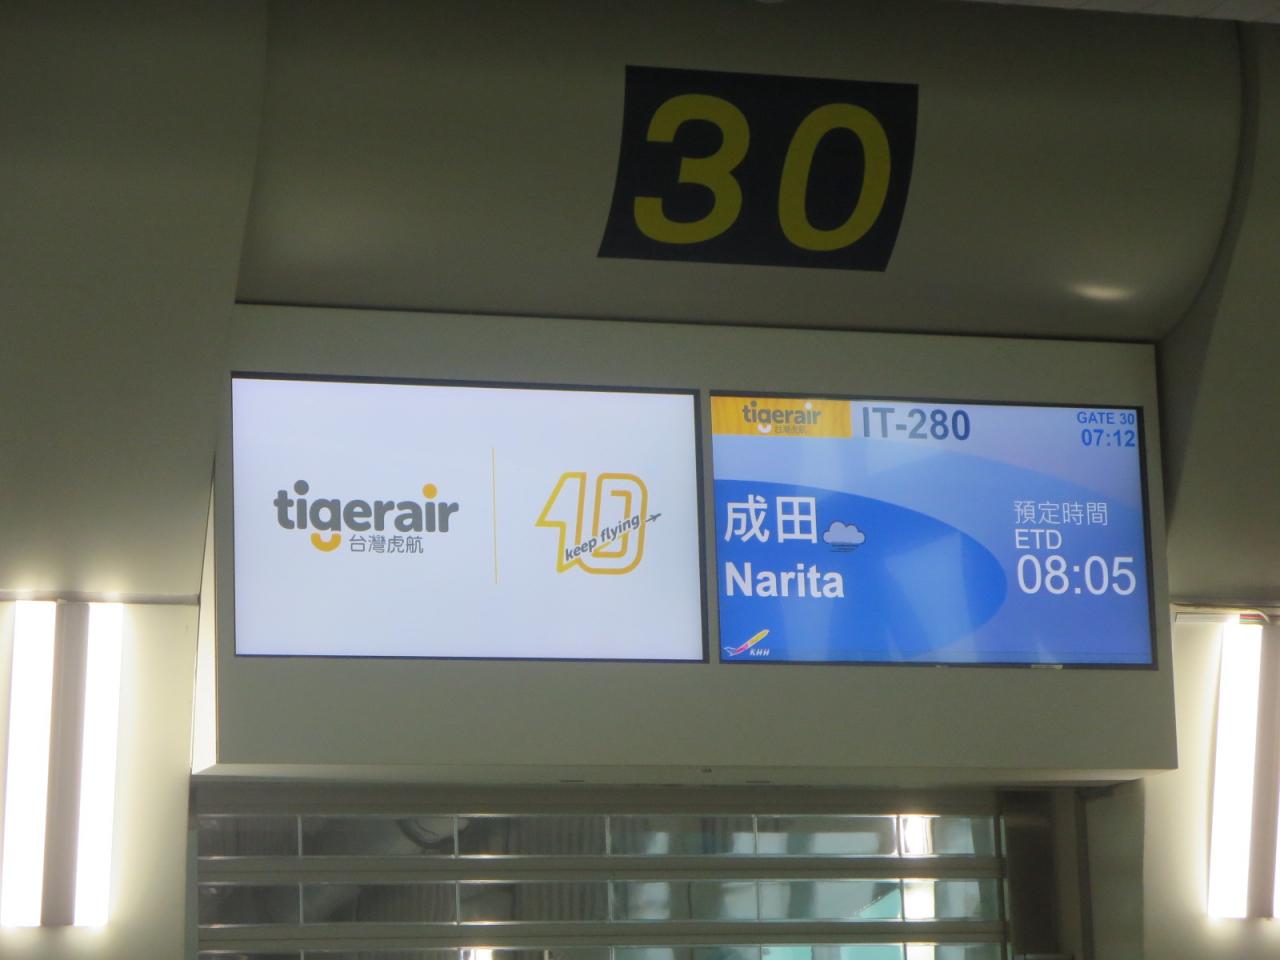 30
tigerair
台灣虎航
10
keep flying
tigerair
台灣虎航
IT-280
GATE 30
07:12
成田
Narita
預定時間
ETD
08:05
KHH